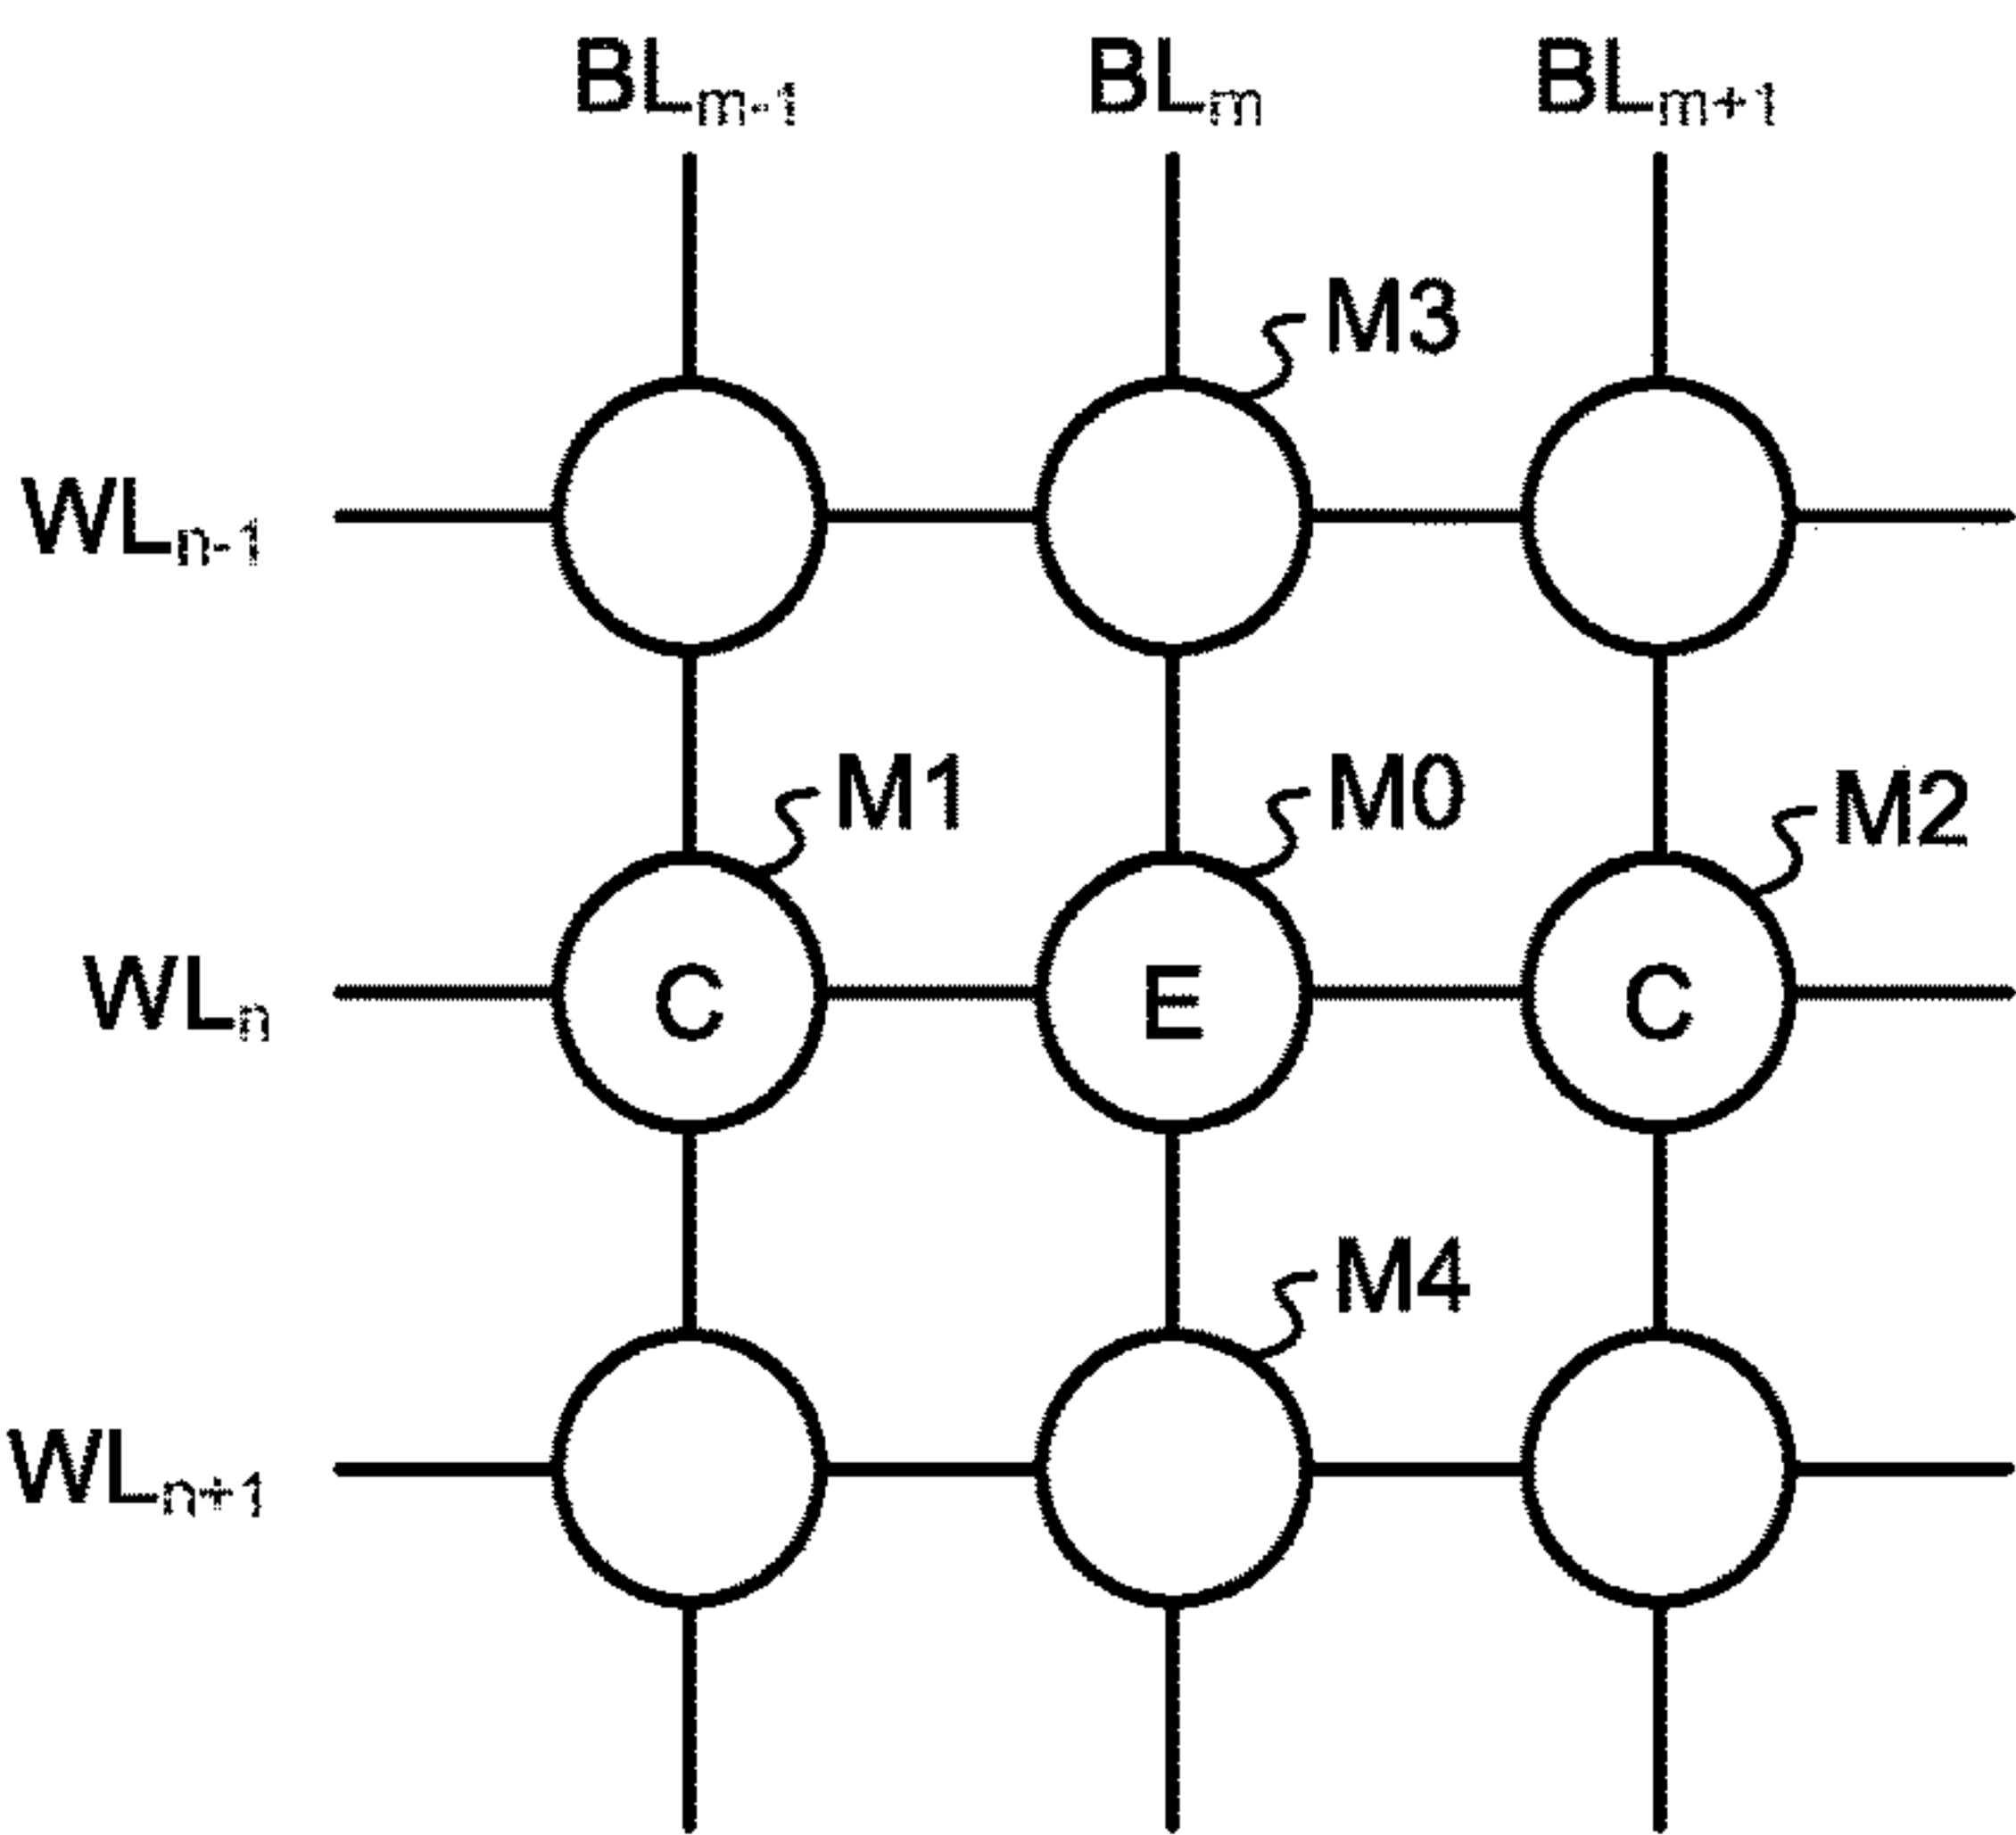 BLm-1 BLm BLm+1
M3
WLn-1
M1 M0 M2
WLn C E C
M4
WLn+1